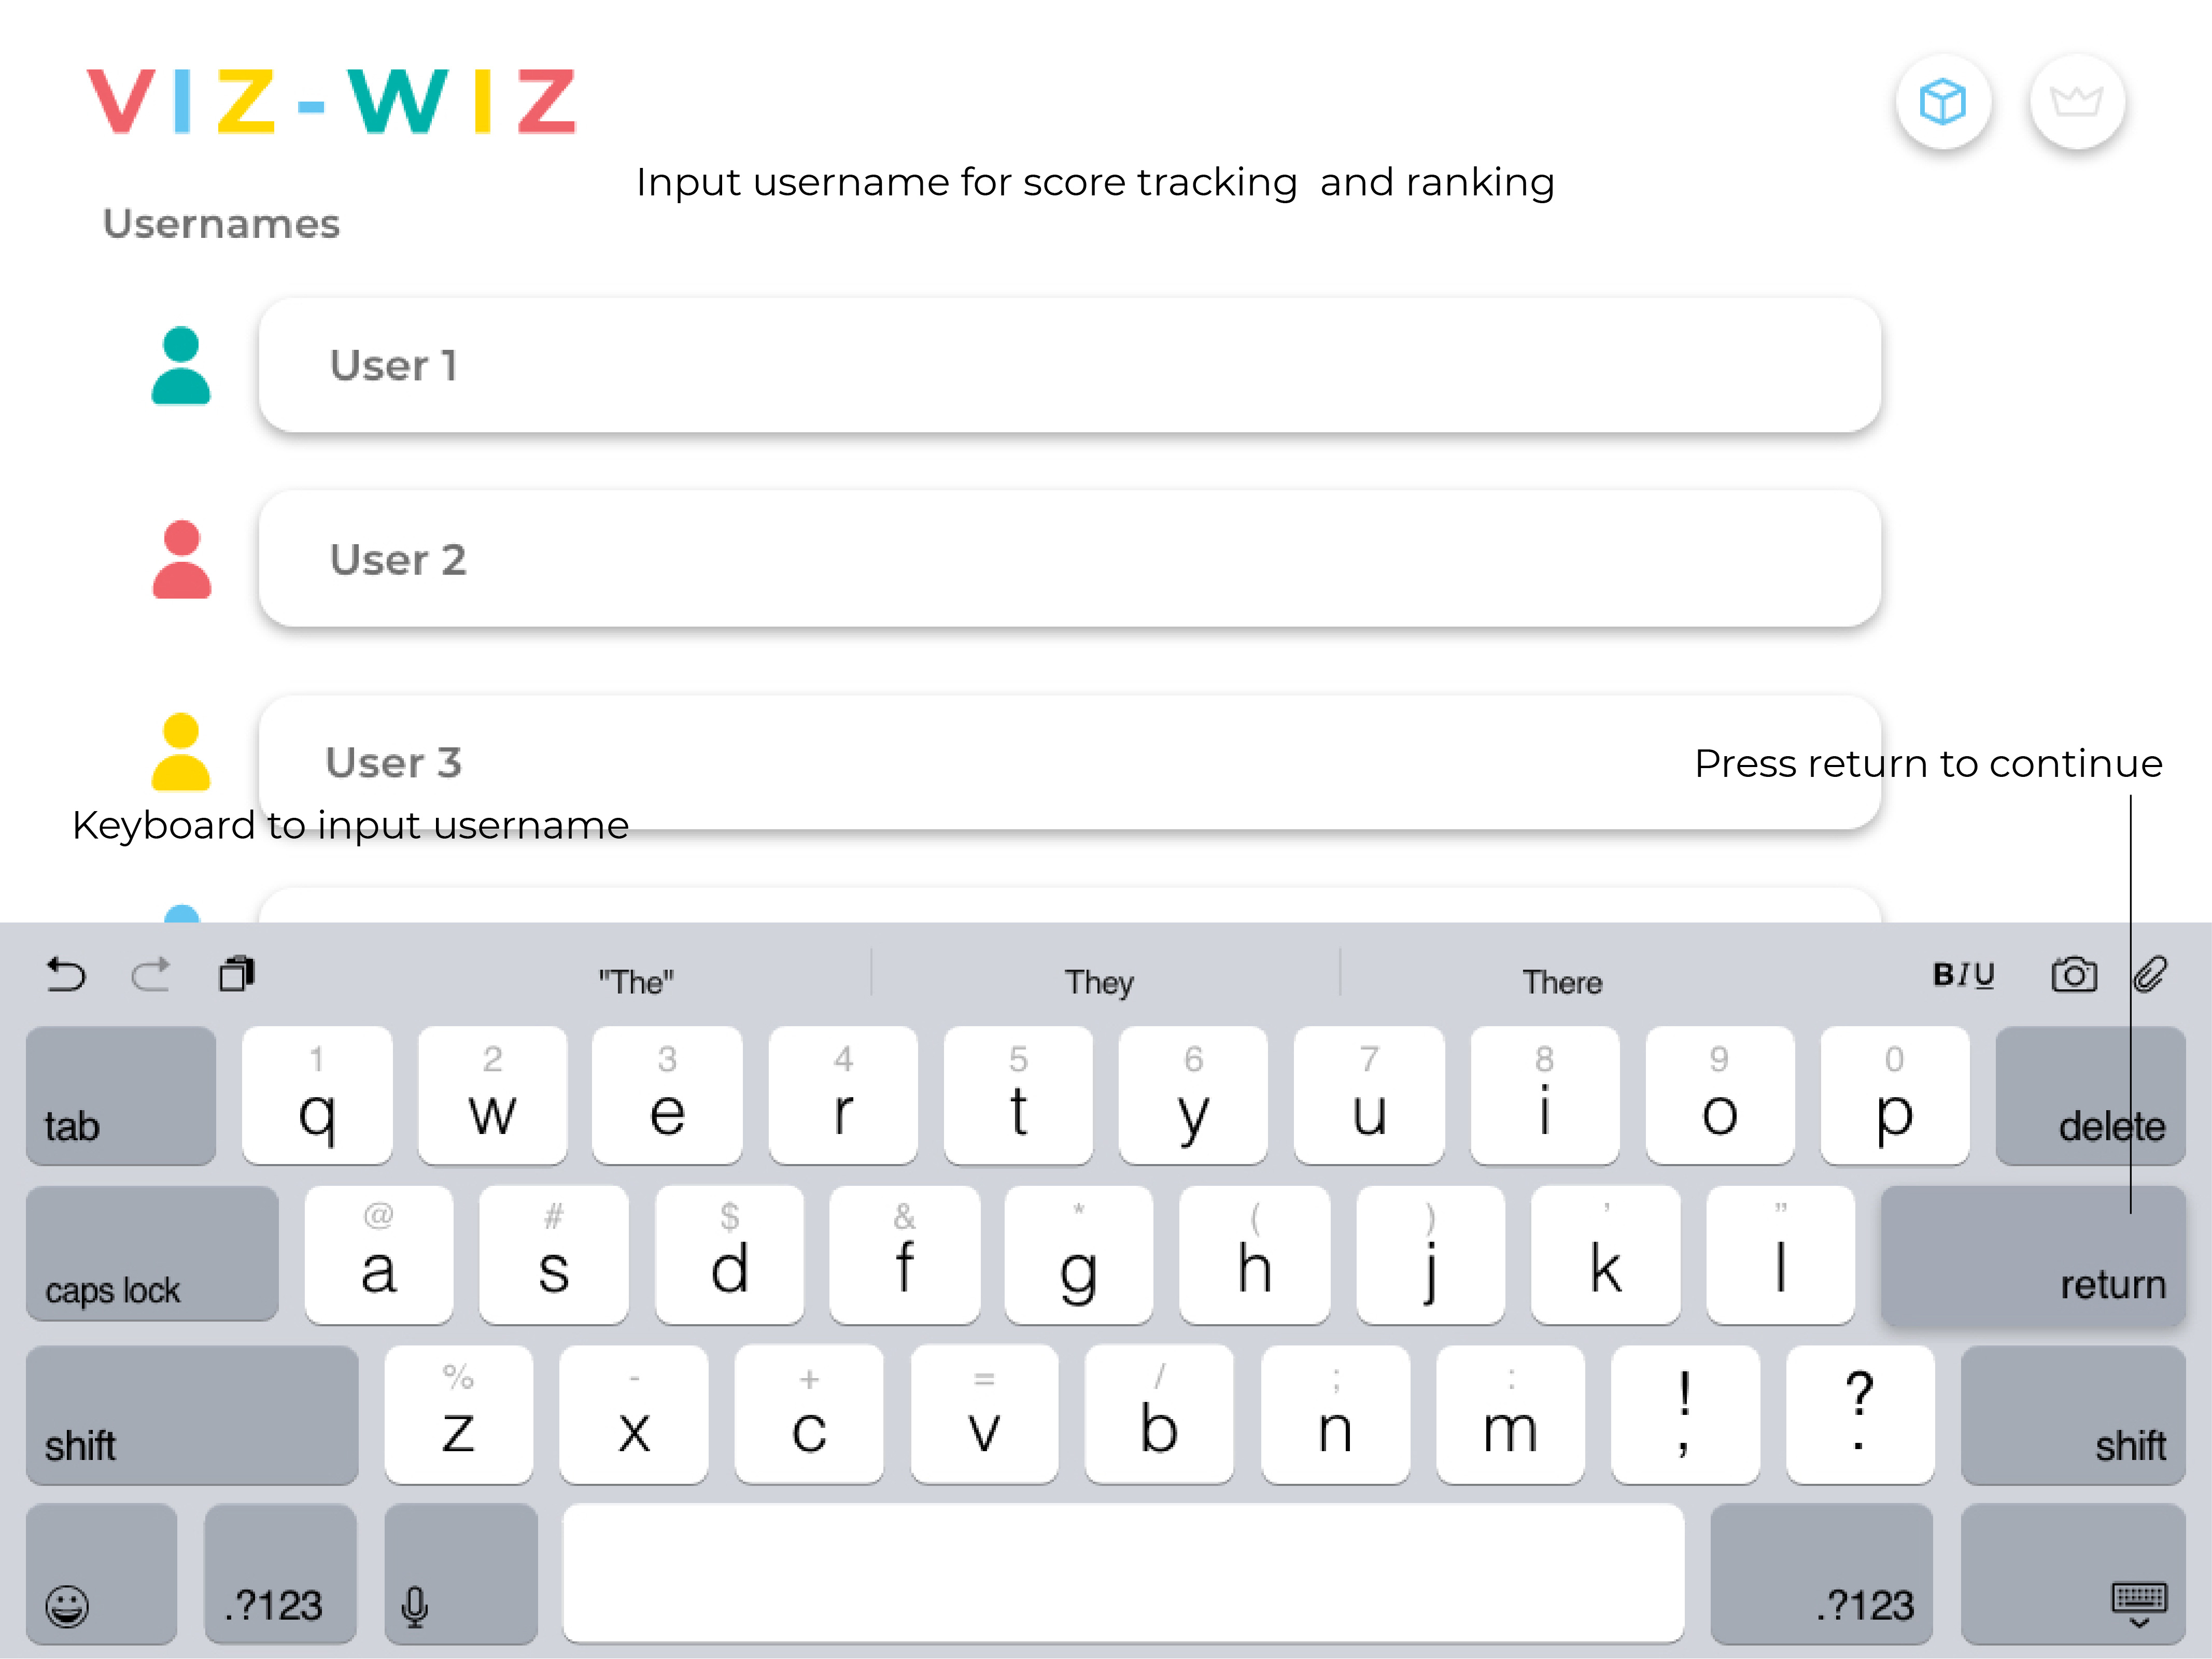 VIZ-WIZ
Input username for score tracking  and ranking
Usernames
User 1
User 2
User 3
Press return to continue
Keyboard to input username
"The" They There BIU
tab 1 q 2 w 3 e 4 r 5 t 6 y 7 u 8 i 9 o 0 p delete
caps lock @ a # s $ d & f * g ( h ) j ’ k ” l return
shift % z - x + c = v / b ; n : m ! , ? . shift
.?123 .?123